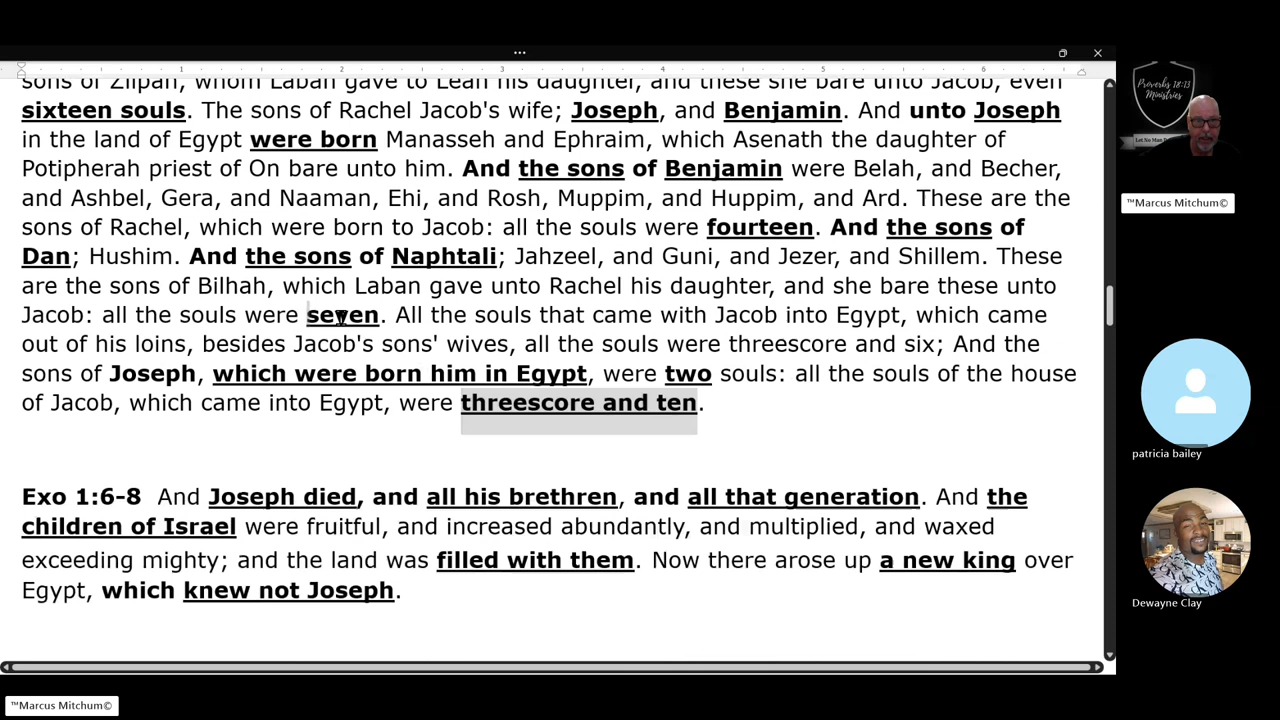 1 2 3 4 5 6
sons of Zilpah, whom Laban gave to Leah his daughter, and these she bare unto Jacob, even
sixteen souls. The sons of Rachel Jacob's wife; Joseph, and Benjamin. And unto Joseph
in the land of Egypt were born Manasseh and Ephraim, which Asenath the daughter of
Potipherah priest of On bare unto him. And the sons of Benjamin were Belah, and Becher,
and Ashbel, Gera, and Naaman, Ehi, and Rosh, Muppim, and Huppim, and Ard. These are the
sons of Rachel, which were born to Jacob: all the souls were fourteen. And the sons of
Dan; Hushim. And the sons of Naphtali; Jahzeel, and Guni, and Jezer, and Shillem. These
are the sons of Bilhah, which Laban gave unto Rachel his daughter, and she bare these unto
Jacob: all the souls were seven. All the souls that came with Jacob into Egypt, which came
out of his loins, besides Jacob's sons' wives, all the souls were threescore and six; And the
sons of Joseph, which were born him in Egypt, were two souls: all the souls of the house
of Jacob, which came into Egypt, were threescore and ten.
Exo 1:6-8 And Joseph died, and all his brethren, and all that generation. And the
children of Israel were fruitful, and increased abundantly, and multiplied, and waxed
exceeding mighty; and the land was filled with them. Now there arose up a new king over
Egypt, which knew not Joseph.
Proverbs 18:13
Ministries
Let No Man
™Marcus Mitchum©
patricia bailey
Dewayne Clay
™Marcus Mitchum©